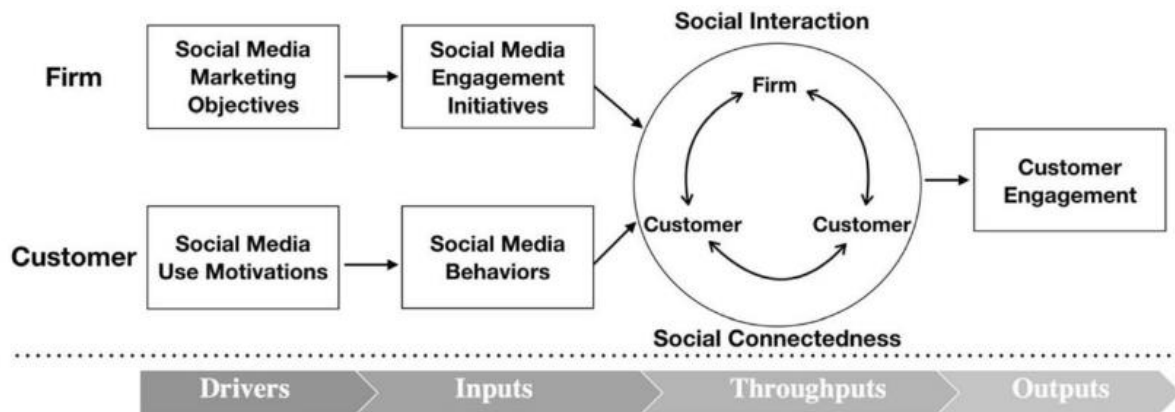 Firm
Social Media
Marketing
Objectives
Social Media
Engagement
Initiatives
Social Interaction
Firm
Customer
Customer
Social Connectedness
Customer
Engagement
Customer
Social Media
Use Motivations
Social Media
Behaviors
Drivers
Inputs
Throughputs
Outputs